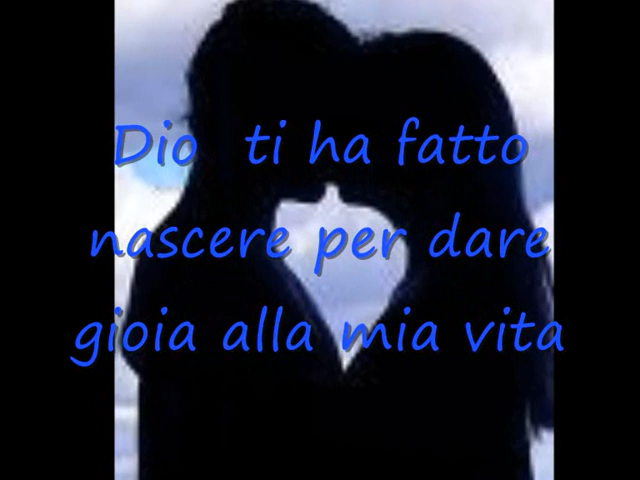 Dio ti ha fatto
nascere per dare
gioia alla mia vita